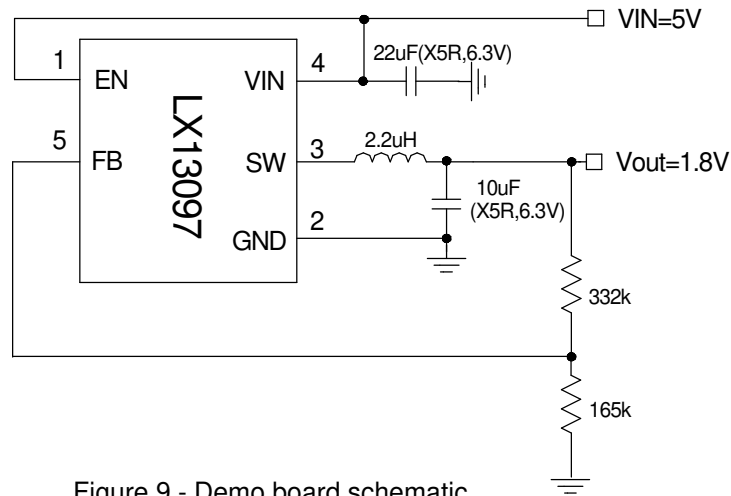 VIN=5V
1
EN
VIN
4
22uF(X5R,6.3V)
LX13097
5
FB
SW
3
2.2uH
Vout=1.8V
10uF
(X5R,6.3V)
GND
2
332k
165k
Figure 9 - Demo board schematic